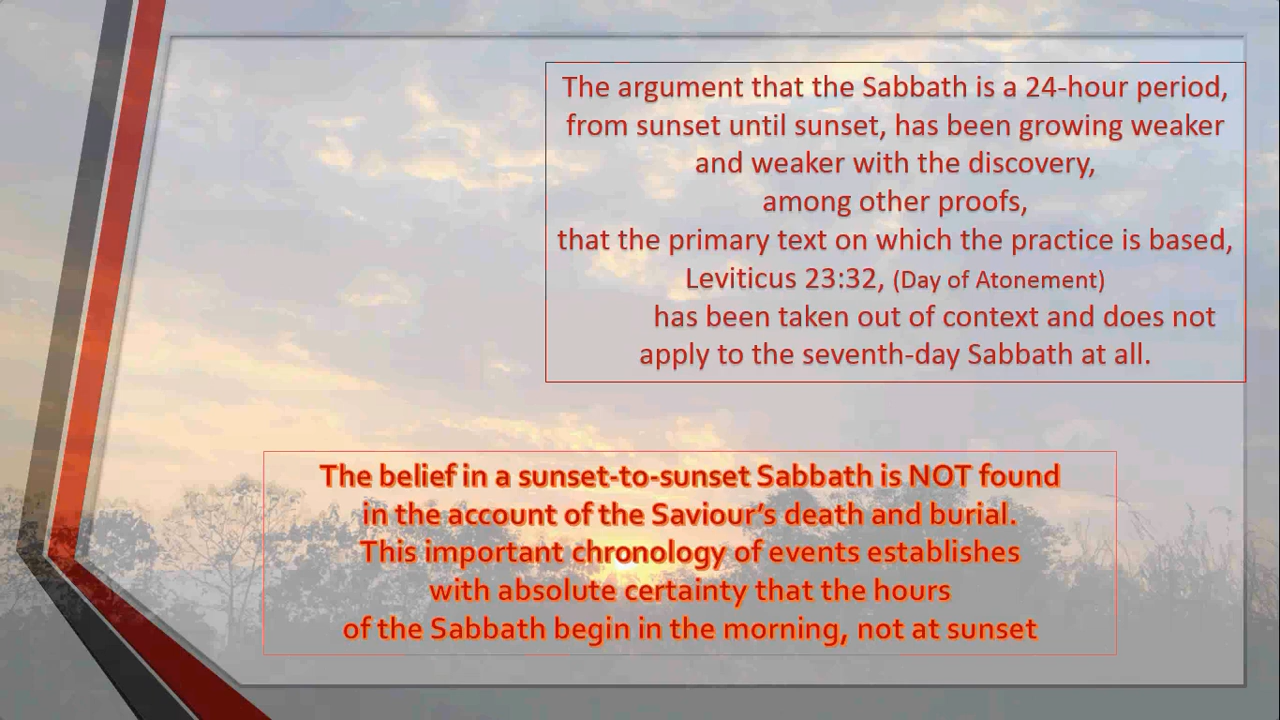 The argument that the Sabbath is a 24-hour period,
from sunset until sunset, has been growing weaker
and weaker with the discovery,
among other proofs,
that the primary text on which the practice is based,
Leviticus 23:32, (Day of Atonement)
has been taken out of context and does not
apply to the seventh-day Sabbath at all.
The belief in a sunset-to-sunset Sabbath is NOT found
in the account of the Saviour’s death and burial.
This important chronology of events establishes
with absolute certainty that the hours
of the Sabbath begin in the morning, not at sunset